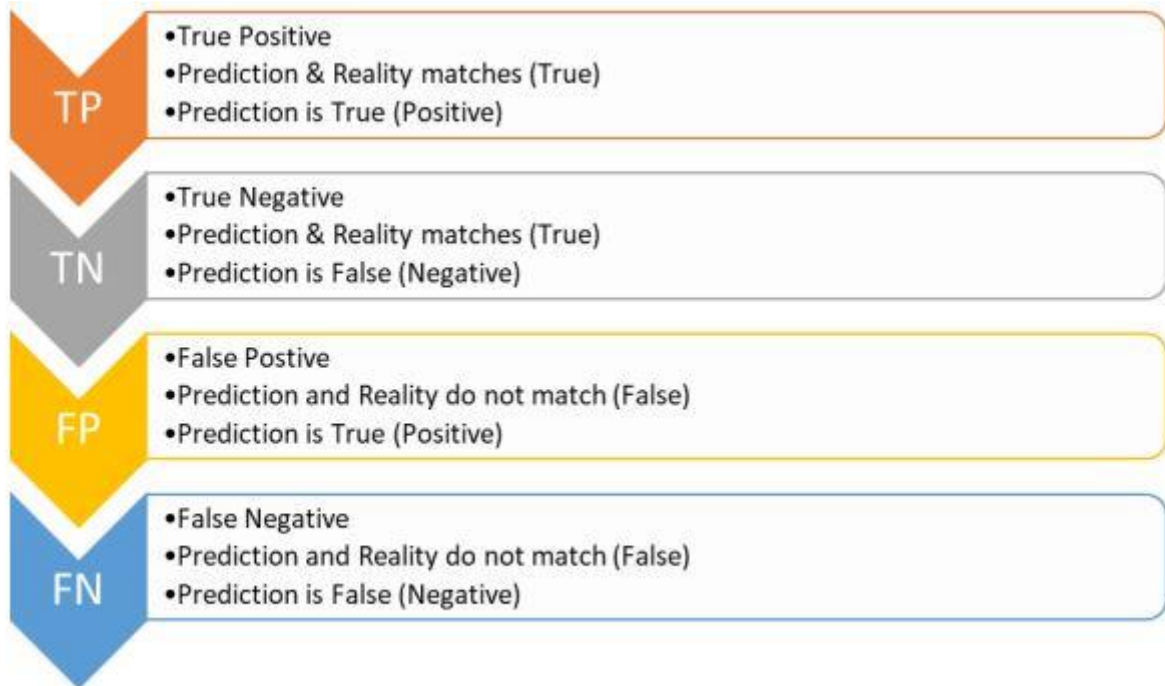 TP
•True Positive
•Prediction & Reality matches (True)
•Prediction is True (Positive)
TN
•True Negative
•Prediction & Reality matches (True)
•Prediction is False (Negative)
FP
•False Postive
•Prediction and Reality do not match (False)
•Prediction is True (Positive)
FN
•False Negative
•Prediction and Reality do not match (False)
•Prediction is False (Negative)